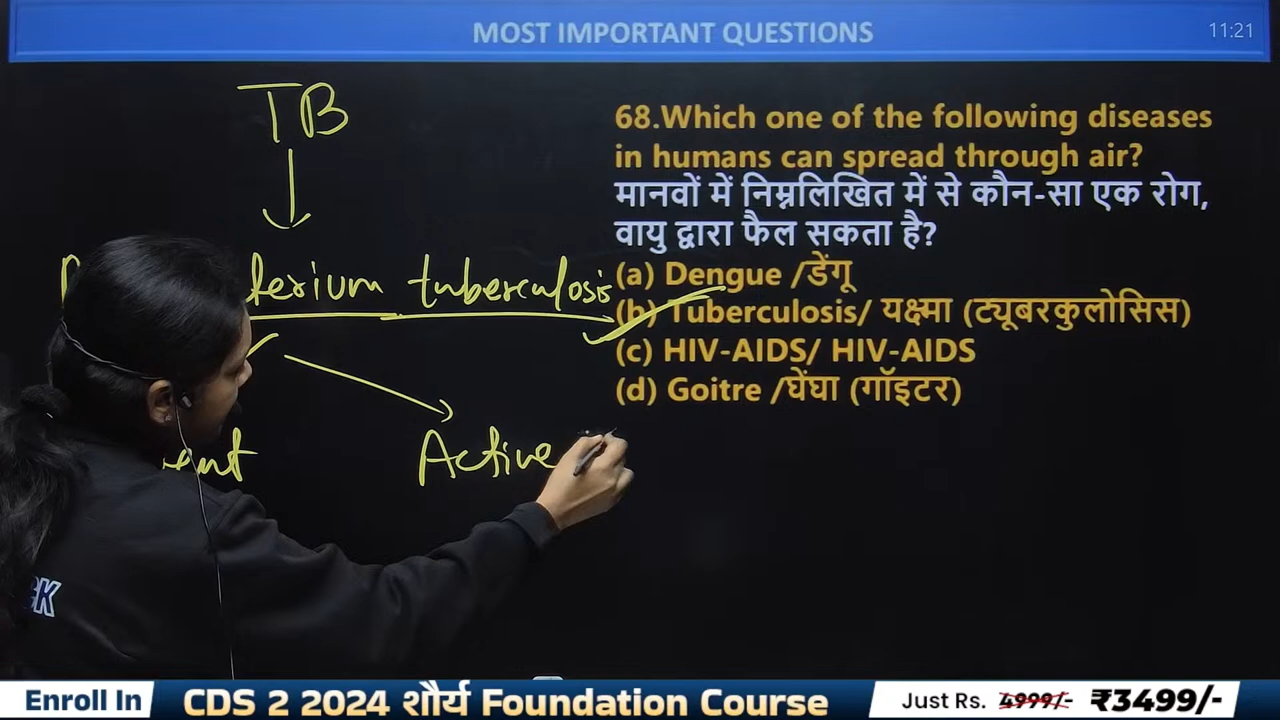 MOST IMPORTANT QUESTIONS
11:21
TB
terium tuberculosis
Active
68.Which one of the following diseases
in humans can spread through air?
मानवों में निम्नलिखित में से कौन-सा एक रोग,
वायु द्वारा फैल सकता है?
(a) Dengue /डेंगू
(b) Tuberculosis/ यक्ष्मा (ट्यूबरकुलोसिस)
(c) HIV-AIDS/ HIV-AIDS
(d) Goitre /घेंघा (गॉइटर)
Enroll In
CDS 2 2024 शौर्य Foundation Course
Just Rs. 4999/- ₹3499/-